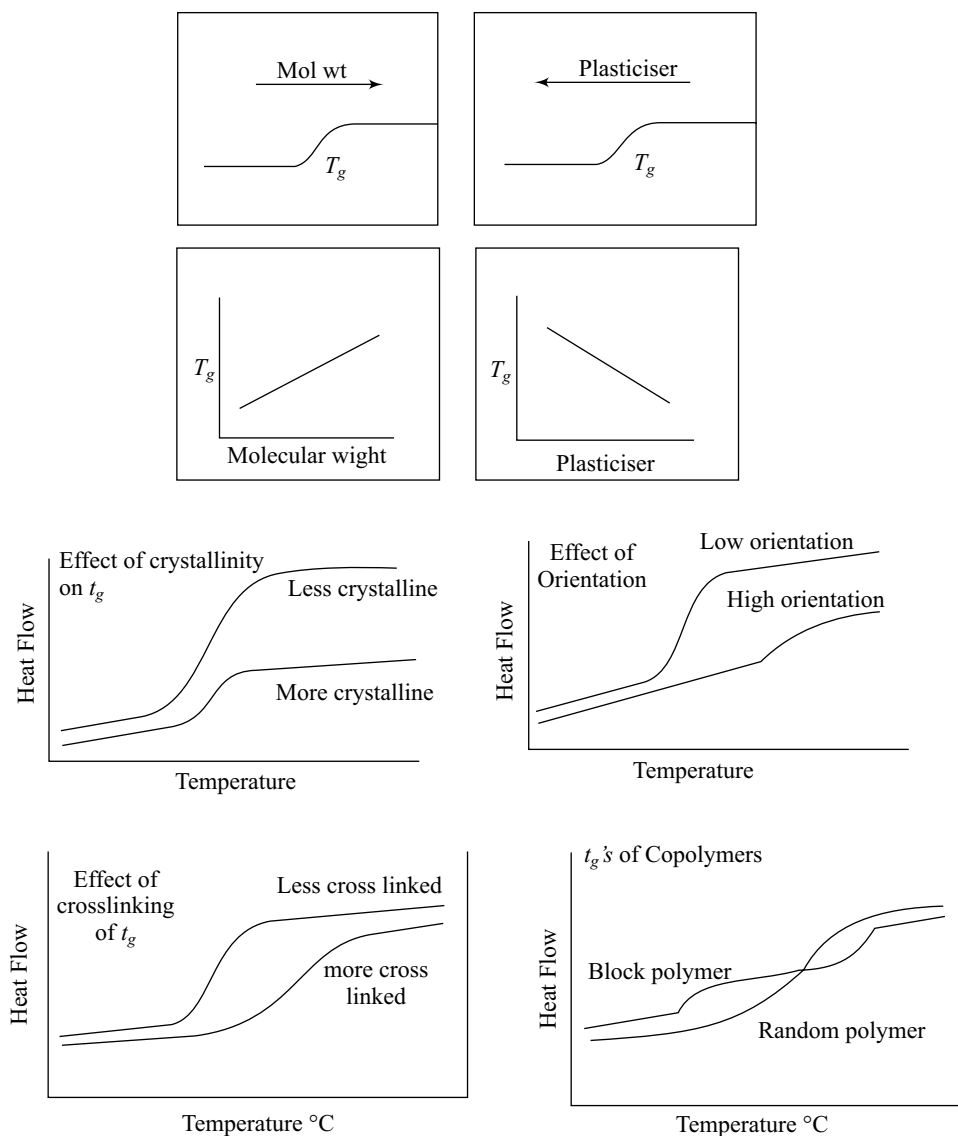 Mol wt
T_g
Plasticiser
T_g
T_g
Molecular wight
T_g
Plasticiser
Effect of crystallinity
on t_g
Less crystalline
More crystalline
Heat Flow
Temperature
Effect of
Orientation
Low orientation
High orientation
Heat Flow
Temperature
Effect of
crosslinking
of t_g
Less cross linked
more cross
linked
Heat Flow
Temperature °C
t_g's of Copolymers
Block polymer
Random polymer
Heat Flow
Temperature °C